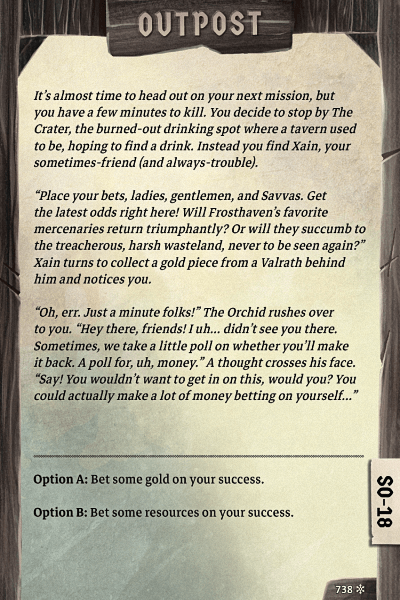 OUTPOST
It's almost time to head out on your next mission, but
you have a few minutes to kill. You decide to stop by The
Crater, the burned-out drinking spot where a tavern used
to be, hoping to find a drink. Instead you find Xain, your
sometimes-friend (and always-trouble).
“Place your bets, ladies, gentlemen, and Savvas. Get
the latest odds right here! Will Frosthaven's favorite
mercenaries return triumphantly? Or will they succumb to
the treacherous, harsh wasteland, never to be seen again?”
Xain turns to collect a gold piece from a Valrath behind
him and notices you.
“Oh, err. Just a minute folks!” The Orchid rushes over
to you. “Hey there, friends! I uh... didn't see you there.
Sometimes, we take a little poll on whether you'll make
it back. A poll for, uh, money.” A thought crosses his face.
“Say! You wouldn't want to get in on this, would you? You
could actually make a lot of money betting on yourself...”
Option A: Bet some gold on your success.
Option B: Bet some resources on your success.
SO-18
738